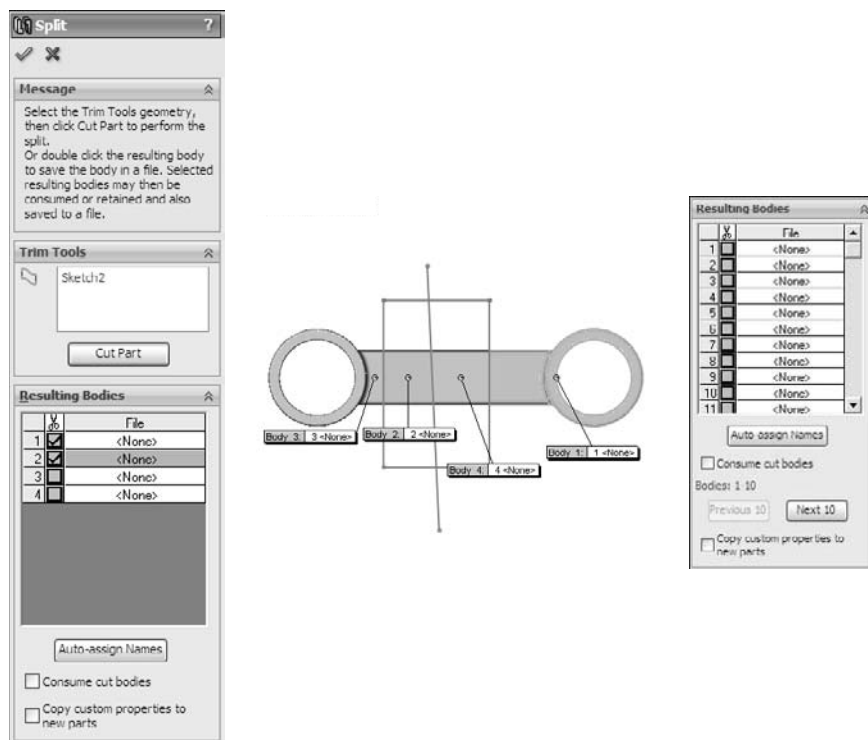 Split ?
Message
Select the Trim Tools geometry,
then click Cut Part to perform the
split.
Or double click the resulting body
to save the body in a file. Selected
resulting bodies may then be
consumed or retained and also
saved to a file.
Trim Tools
Sketch2
Cut Part
Resulting Bodies
File
1 <None>
2 <None>
3 <None>
4 <None>
Auto-assign Names
Consume cut bodies
Copy custom properties to
new parts
Body 3: 3 <None>
Body 2: 2 <None>
Body 4: 4 <None>
Body 1: 1 <None>
Resulting Bodies
File
1 <None>
2 <None>
3 <None>
4 <None>
5 <None>
6 <None>
7 <None>
8 <None>
9 <None>
10 <None>
11 <None>
Auto-assign Names
Consume cut bodies
Bodies: 1-10
Previous 10 Next 10
Copy custom properties to
new parts